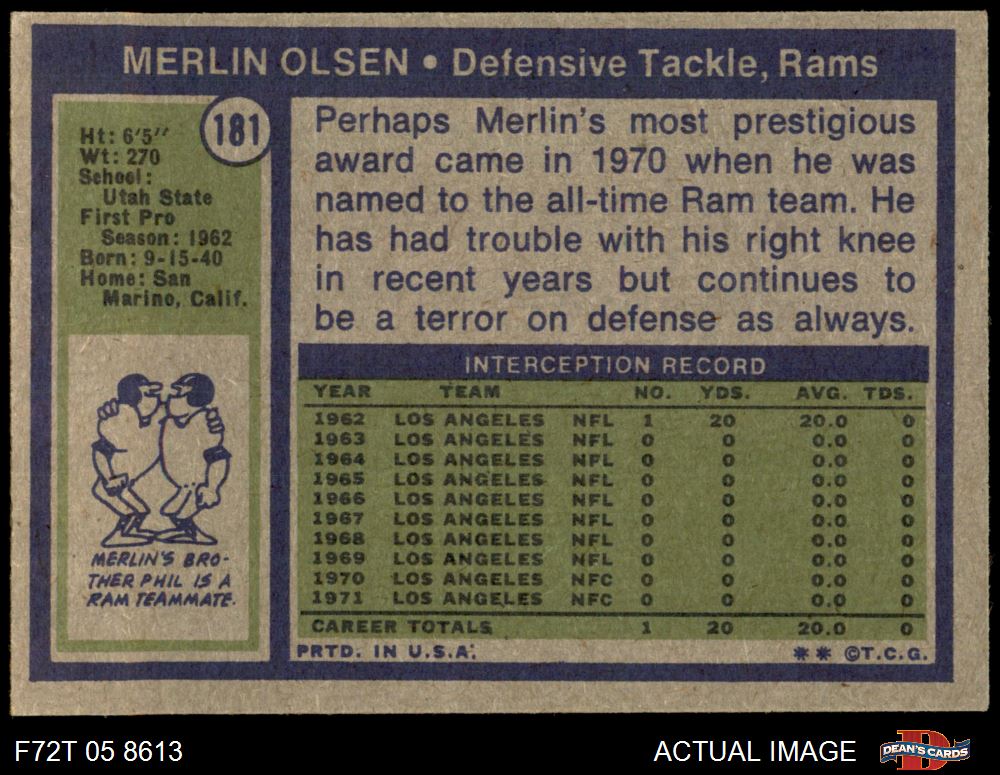 MERLIN OLSEN • Defensive Tackle, Rams
181
Ht: 6'5''
Wt: 270
School:
Utah State
First Pro
Season: 1962
Born: 9-15-40
Home: San
Marino, Calif.
MERLIN'S BRO-
THER PHIL IS A
RAM TEAMMATE.
Perhaps Merlin's most prestigious
award came in 1970 when he was
named to the all-time Ram team. He
has had trouble with his right knee
in recent years but continues to
be a terror on defense as always.
INTERCEPTION RECORD
YEAR TEAM NO. YDS. AVG. TDS.
1962 LOS ANGELES NFL 1 20 20.0 0
1963 LOS ANGELES NFL 0 0 0.0 0
1964 LOS ANGELES NFL 0 0 0.0 0
1965 LOS ANGELES NFL 0 0 0.0 0
1966 LOS ANGELES NFL 0 0 0.0 0
1967 LOS ANGELES NFL 0 0 0.0 0
1968 LOS ANGELES NFL 0 0 0.0 0
1969 LOS ANGELES NFL 0 0 0.0 0
1970 LOS ANGELES NFC 0 0 0.0 0
1971 LOS ANGELES NFC 0 0 0.0 0
CAREER TOTALS 1 20 20.0 0
PRTD. IN U.S.A. ** ©T.C.G.
F72T 05 8613 ACTUAL IMAGE D DEAN'S CARDS